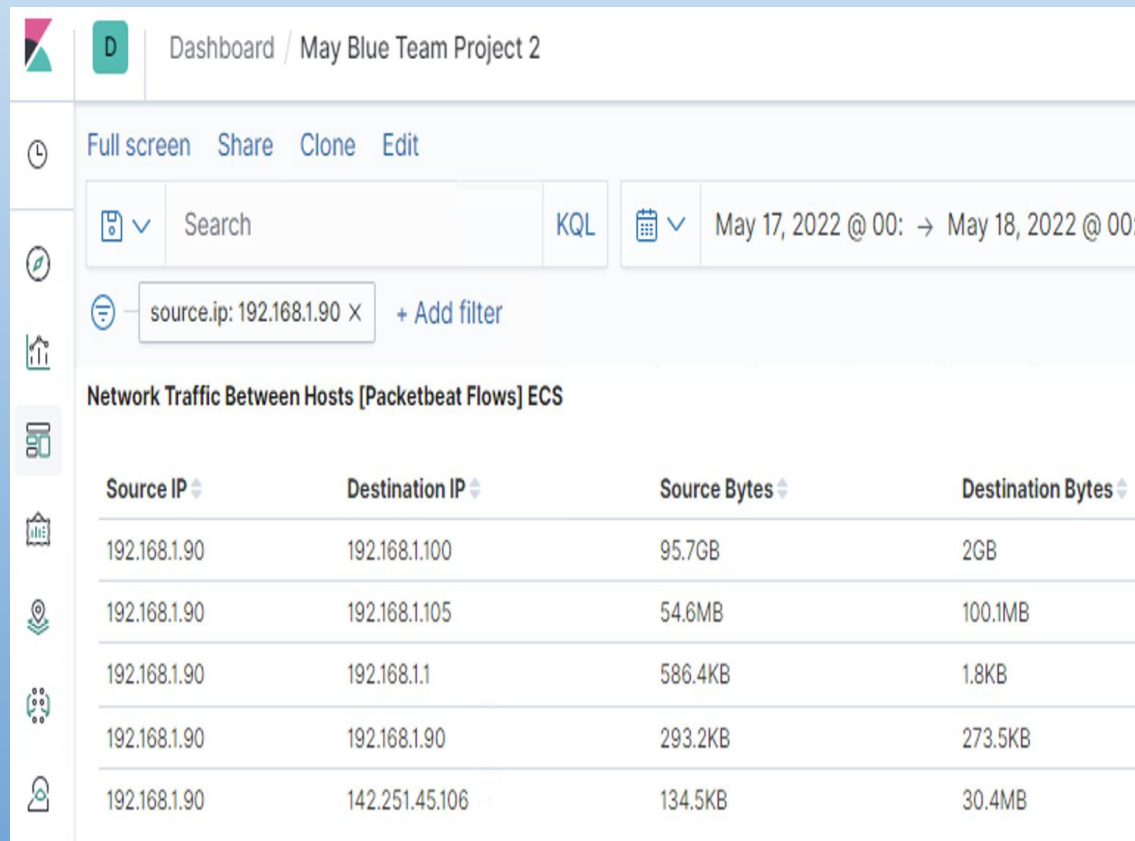 D Dashboard / May Blue Team Project 2
Full screen Share Clone Edit
Search KQL May 17, 2022 @ 00: → May 18, 2022 @ 00:
source.ip: 192.168.1.90 × + Add filter
Network Traffic Between Hosts [Packetbeat Flows] ECS
Source IP Destination IP Source Bytes Destination Bytes
192.168.1.90 192.168.1.100 95.7GB 2GB
192.168.1.90 192.168.1.105 54.6MB 100.1MB
192.168.1.90 192.168.1.1 586.4KB 1.8KB
192.168.1.90 192.168.1.90 293.2KB 273.5KB
192.168.1.90 142.251.45.106 134.5KB 30.4MB